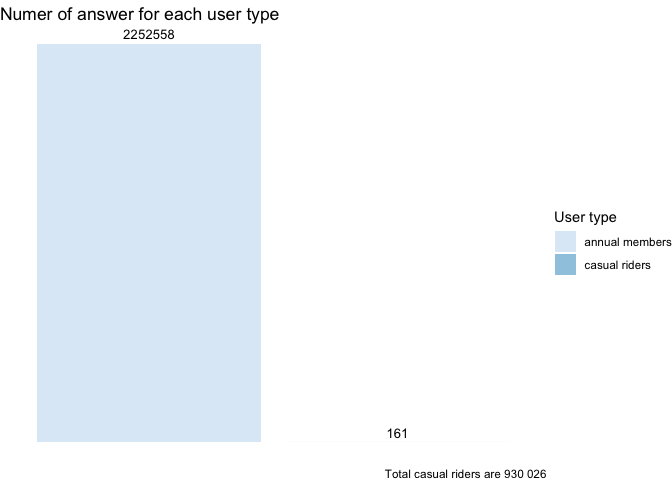 Numer of answer for each user type
2252558
User type
annual members
casual riders
161
Total casual riders are 930 026